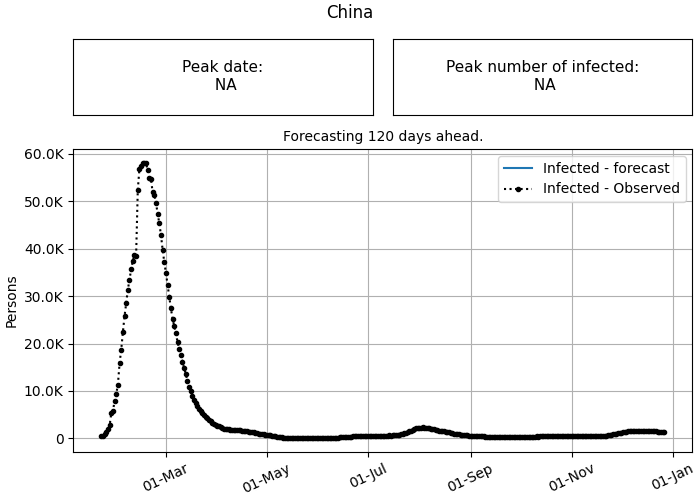 China
Peak date:
NA
Peak number of infected:
NA
Forecasting 120 days ahead.
60.0K
50.0K
40.0K
30.0K
20.0K
10.0K
0
Persons
Infected - forecast
Infected - Observed
01-Mar
01-May
01-Jul
01-Sep
01-Nov
01-Jan